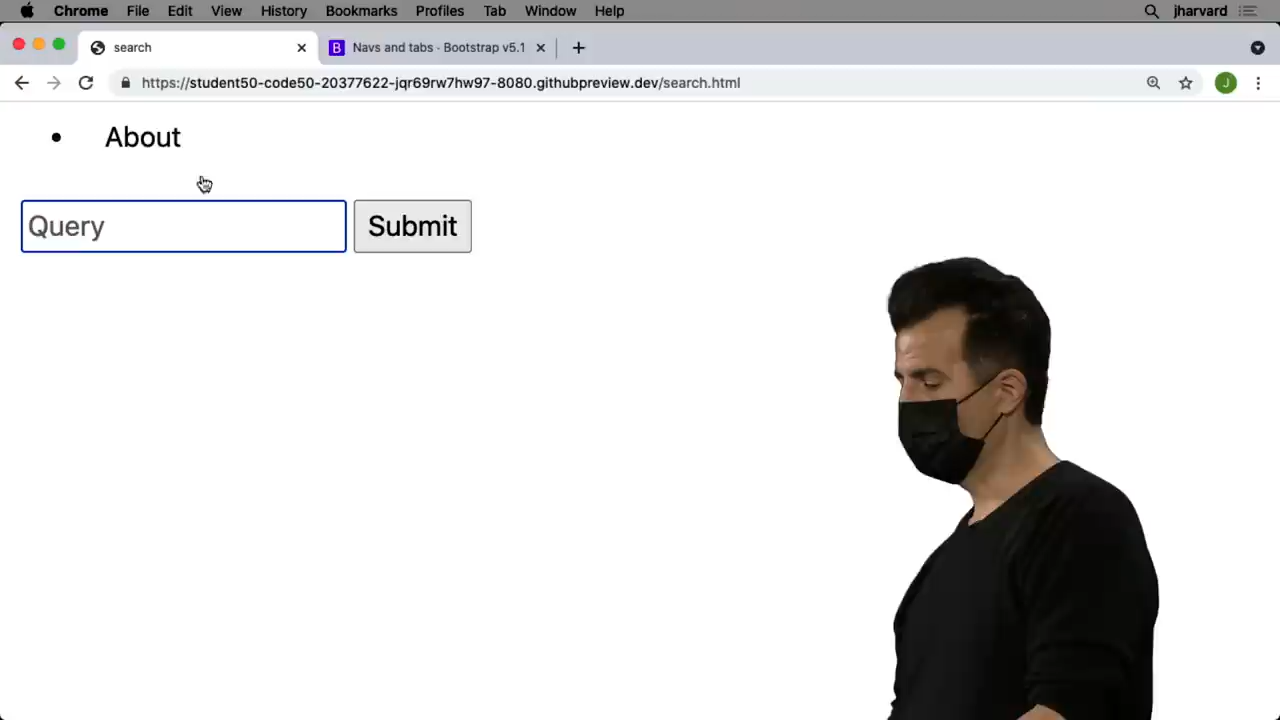 Chrome File Edit View History Bookmarks Profiles Tab Window Help jharvard
search
B Navs and tabs - Bootstrap v5.1
https://student50-code50-20377622-jqr69rw7hw97-8080.githubpreview.dev/search.html J
About
Query Submit